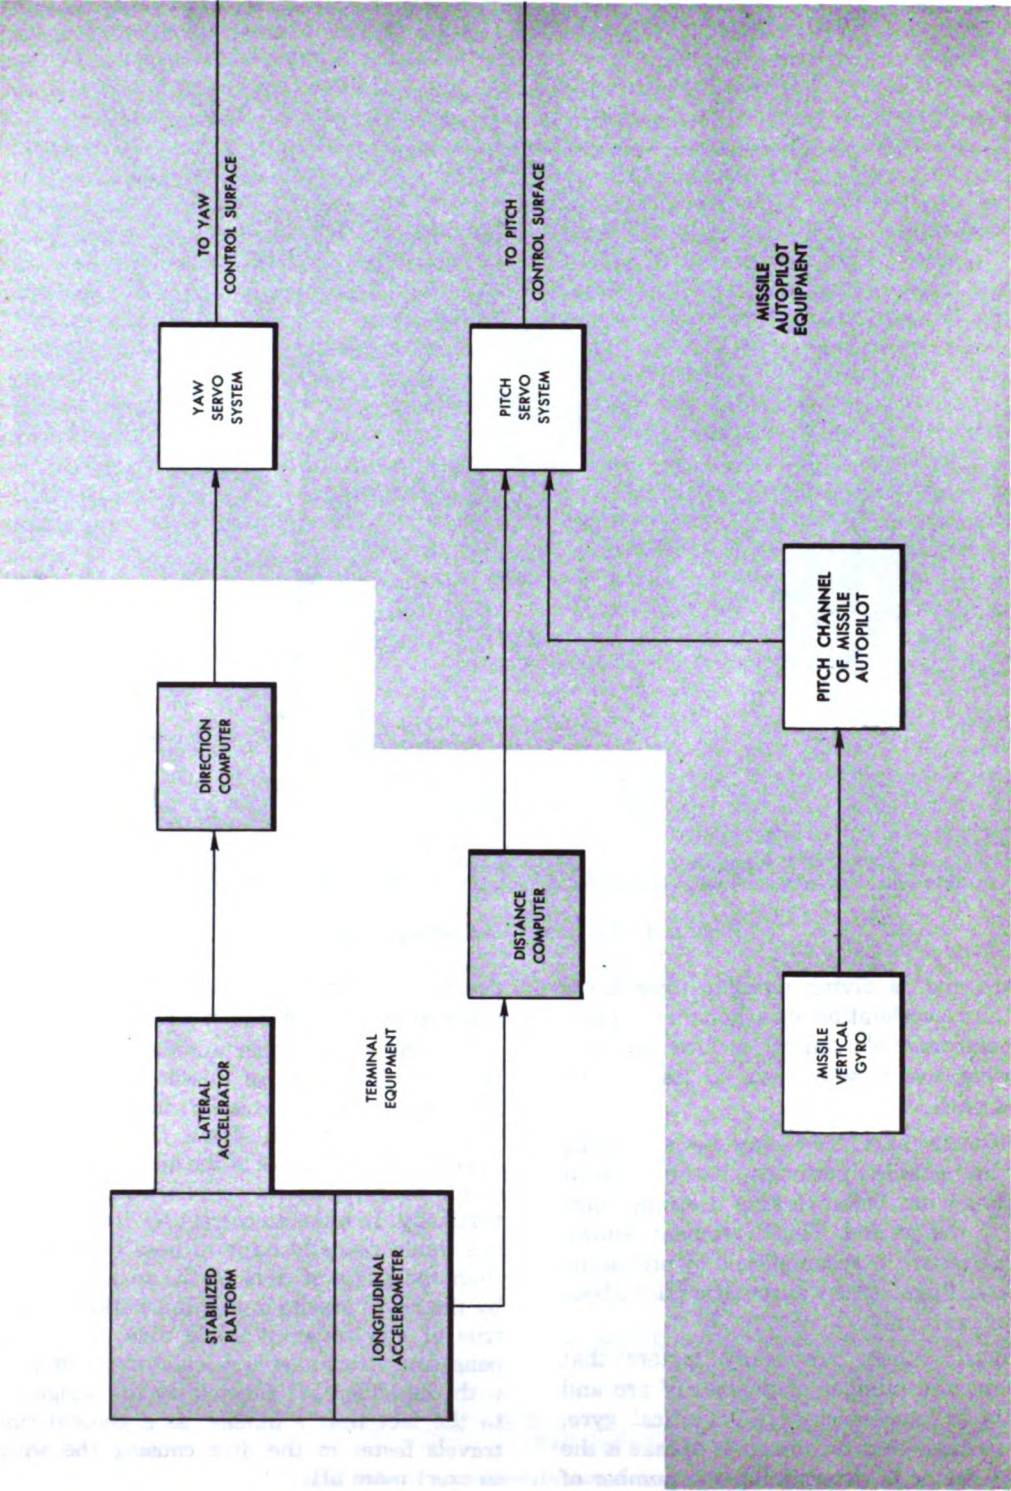 STABILIZED
PLATFORM
LATERAL
ACCELERATOR
LONGITUDINAL
ACCELEROMETER
TERMINAL
EQUIPMENT
DIRECTION
COMPUTER
DISTANCE
COMPUTER
YAW
SERVO
SYSTEM
TO YAW
CONTROL SURFACE
PITCH
SERVO
SYSTEM
TO PITCH
CONTROL SURFACE
MISSILE
VERTICAL
GYRO
PITCH CHANNEL
OF MISSILE
AUTOPILOT
MISSILE
AUTOPILOT
EQUIPMENT